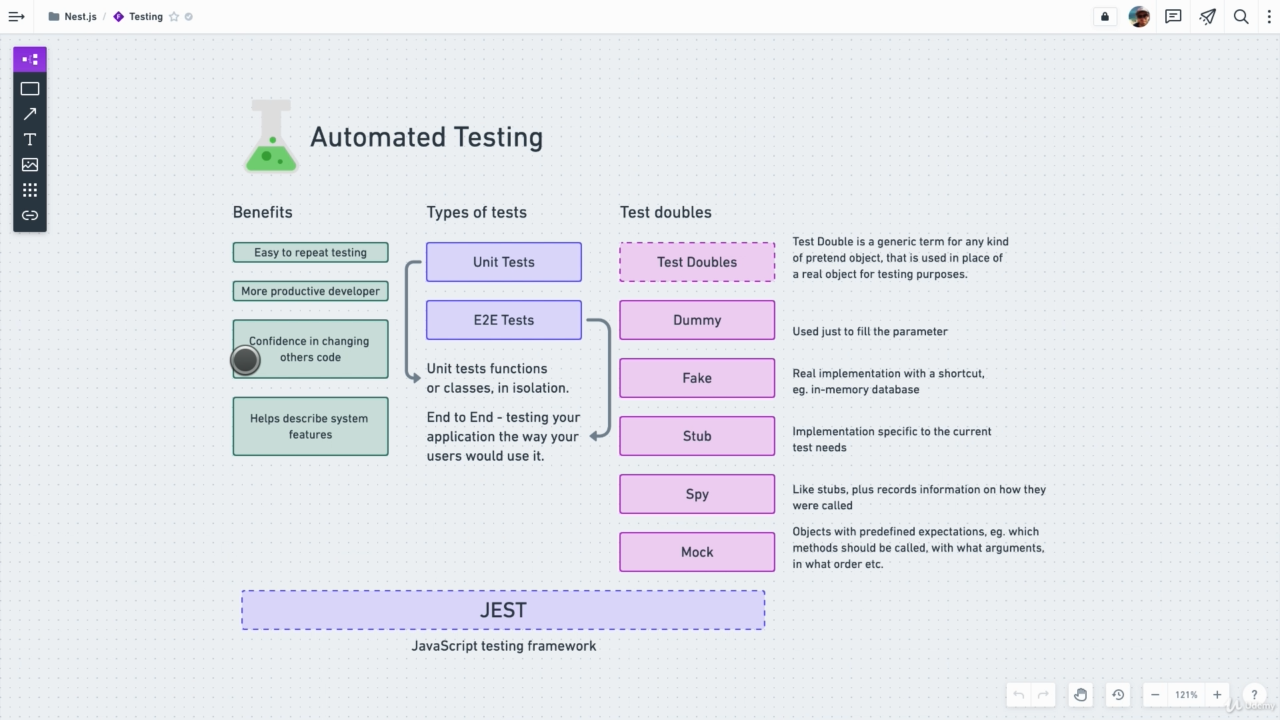 Nest.js / Testing
Automated Testing
Benefits
Easy to repeat testing
More productive developer
Confidence in changing
others code
Helps describe system
features
Types of tests
Unit Tests
E2E Tests
Unit tests functions
or classes, in isolation.
End to End - testing your
application the way your
users would use it.
Test doubles
Test Doubles
Test Double is a generic term for any kind
of pretend object, that is used in place of
a real object for testing purposes.
Dummy
Used just to fill the parameter
Fake
Real implementation with a shortcut,
eg. in-memory database
Stub
Implementation specific to the current
test needs
Spy
Like stubs, plus records information on how they
were called
Mock
Objects with predefined expectations, eg. which
methods should be called, with what arguments,
in what order etc.
JEST
JavaScript testing framework
121%
?
Udemy